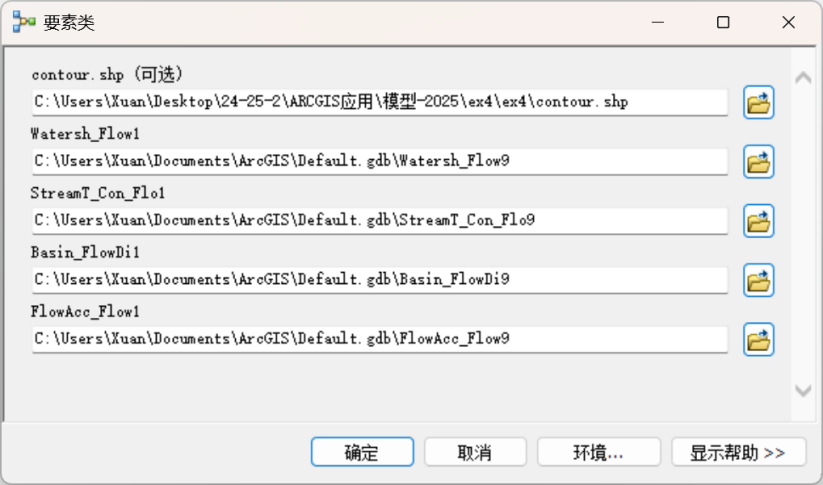 要素类
contour.shp (可选)
C:\Users\Xuan\Desktop\24-25-2\ARCGIS应用\模型-2025\ex4\ex4\contour.shp
Watersh_Flow1
C:\Users\Xuan\Documents\ArcGIS\Default.gdb\Watersh_Flow9
StreamT_Con_Flo1
C:\Users\Xuan\Documents\ArcGIS\Default.gdb\StreamT_Con_Flo9
Basin_FlowDi1
C:\Users\Xuan\Documents\ArcGIS\Default.gdb\Basin_FlowDi9
FlowAcc_Flow1
C:\Users\Xuan\Documents\ArcGIS\Default.gdb\FlowAcc_Flow9
确定 取消 环境... 显示帮助 >>